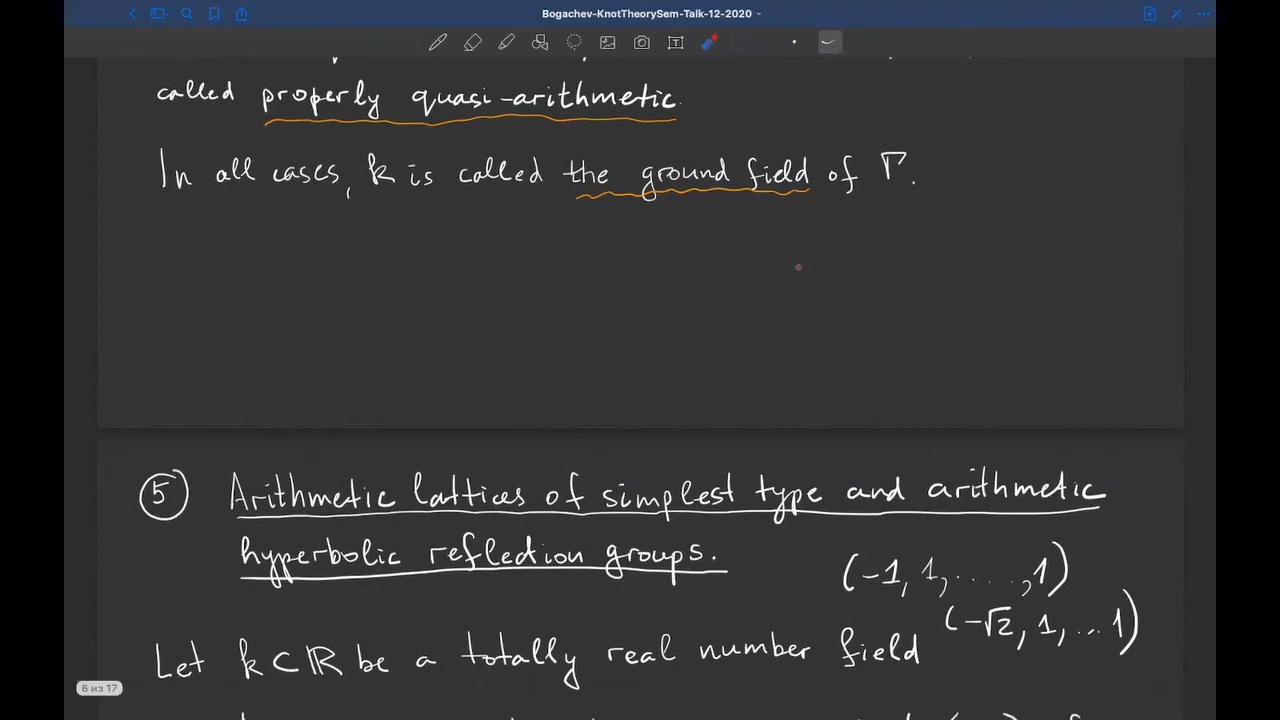 Bogachev-KnotTheorySem-Talk-12-2020
called properly quasi-arithmetic.
In all cases, k is called the ground field of Γ.
⑤ Arithmetic lattices of simplest type and arithmetic
hyperbolic reflection groups.
(-1, 1, ....., 1)
(-√2, 1, ... 1)
Let k ⊂ ℝ be a totally real number field
6 из 17